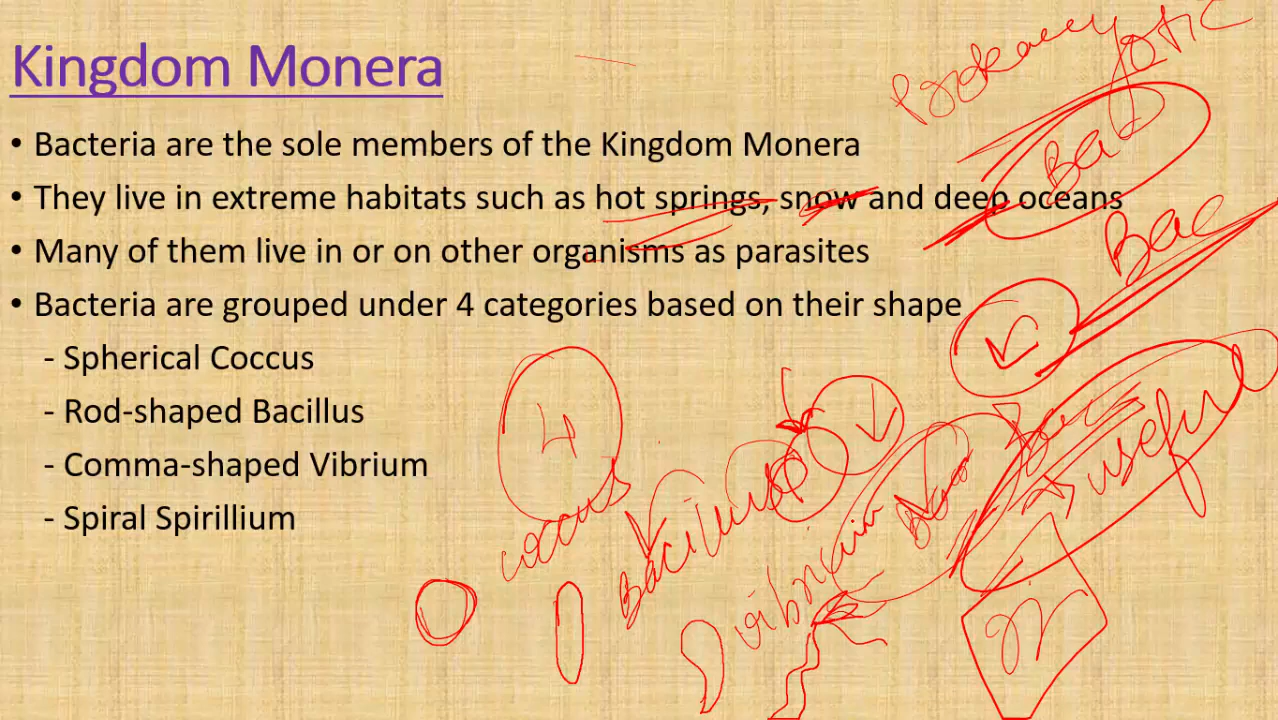 Kingdom Monera
• Bacteria are the sole members of the Kingdom Monera
• They live in extreme habitats such as hot springs, snow and deep oceans
• Many of them live in or on other organisms as parasites
• Bacteria are grouped under 4 categories based on their shape
- Spherical Coccus
- Rod-shaped Bacillus
- Comma-shaped Vibrium
- Spiral Spirillium
Bac
Bac
4
coccus
Bacillus
useful